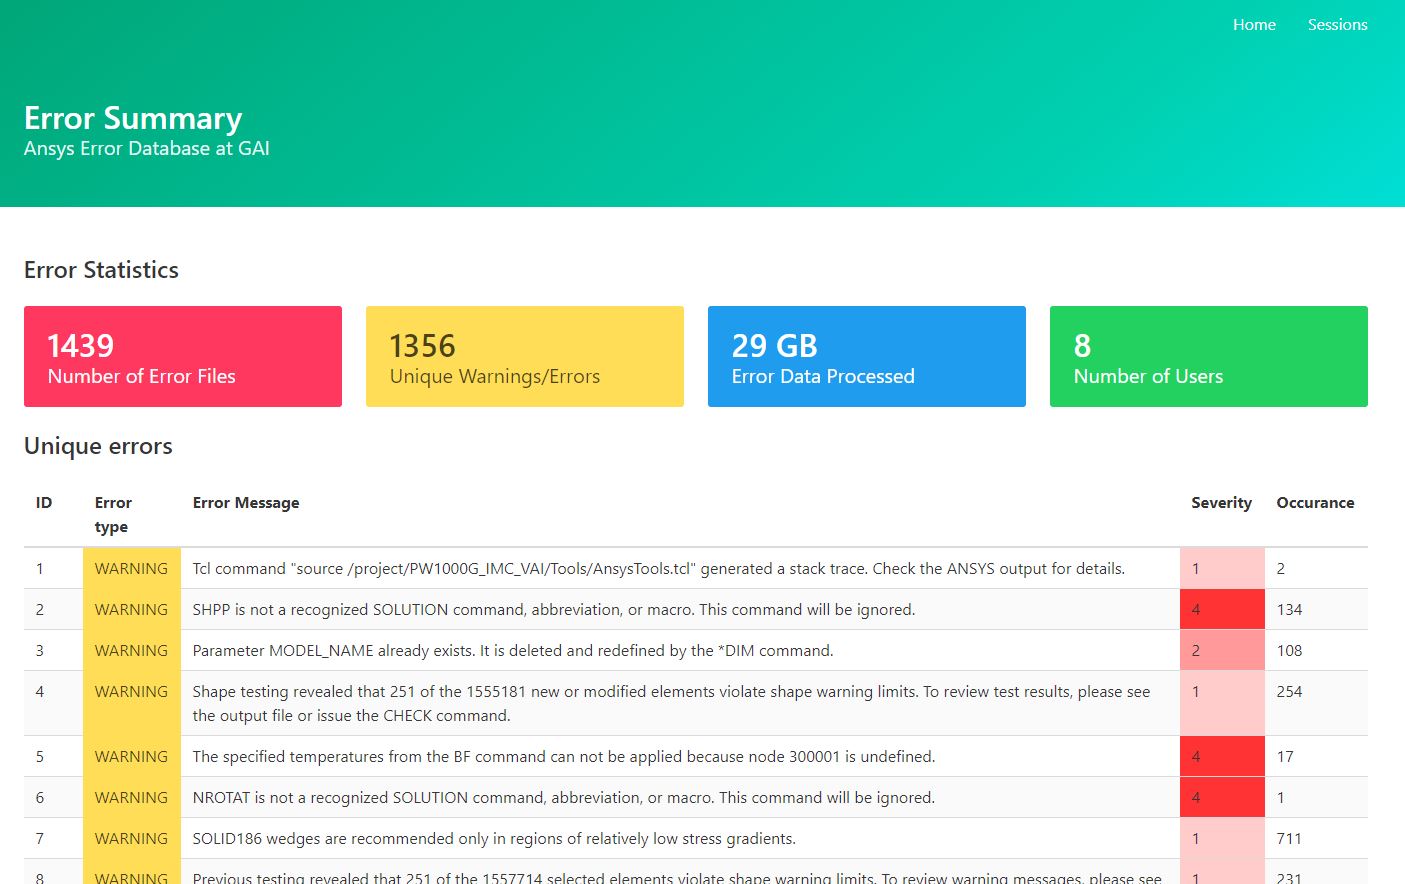 Home Sessions
Error Summary
Ansys Error Database at GAI
Error Statistics
1439 1356 29 GB 8
Number of Error Files Unique Warnings/Errors Error Data Processed Number of Users
Unique errors
ID Error type Error Message Severity Occurance
1 WARNING Tcl command "source /project/PW1000G_IMC_VAI/Tools/AnsysTools.tcl" generated a stack trace. Check the ANSYS output for details. 1 2
2 WARNING SHPP is not a recognized SOLUTION command, abbreviation, or macro. This command will be ignored. 4 134
3 WARNING Parameter MODEL_NAME already exists. It is deleted and redefined by the *DIM command. 2 108
4 WARNING Shape testing revealed that 251 of the 1555181 new or modified elements violate shape warning limits. To review test results, please see 1 254
the output file or issue the CHECK command.
5 WARNING The specified temperatures from the BF command can not be applied because node 300001 is undefined. 4 17
6 WARNING NROTAT is not a recognized SOLUTION command, abbreviation, or macro. This command will be ignored. 4 1
7 WARNING SOLID186 wedges are recommended only in regions of relatively low stress gradients. 1 711
8 WARNING Previous testing revealed that 251 of the 1557714 selected elements violate shape warning limits. To review warning messages, please see 1 231